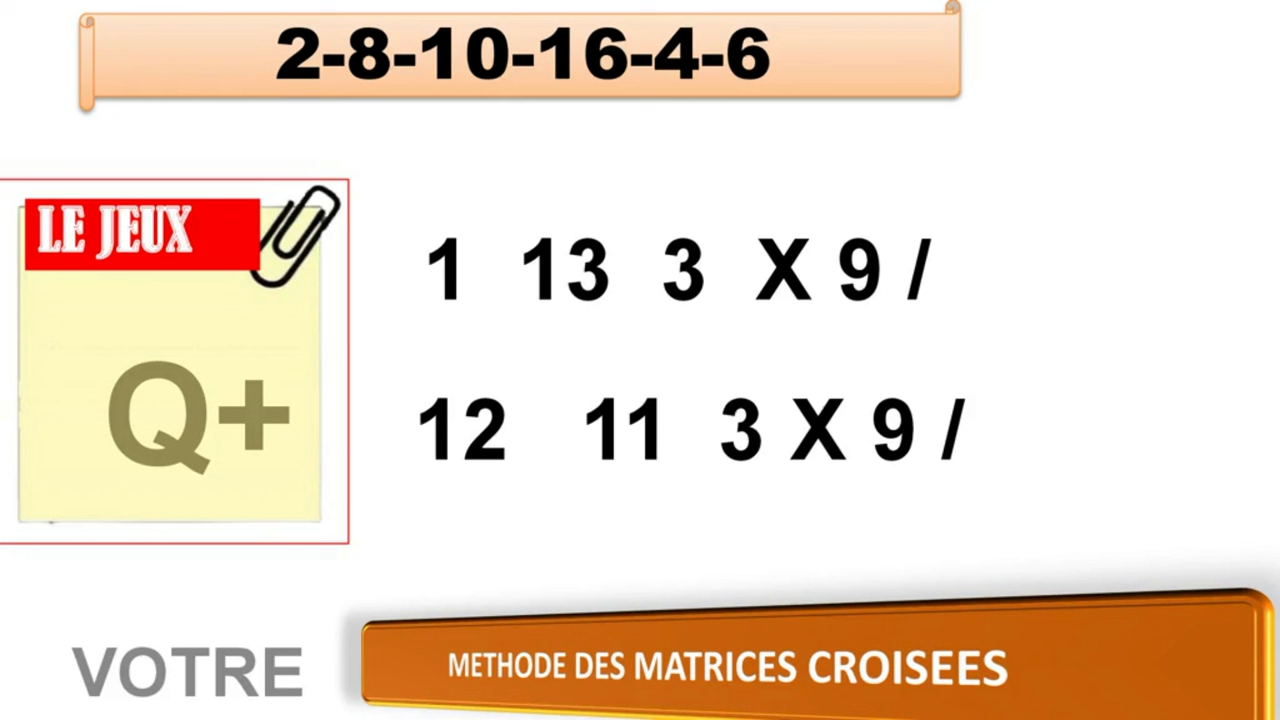 2-8-10-16-4-6
LE JEUX
Q+
1 13 3 X 9 /
12 11 3 X 9 /
VOTRE
METHODE DES MATRICES CROISEES